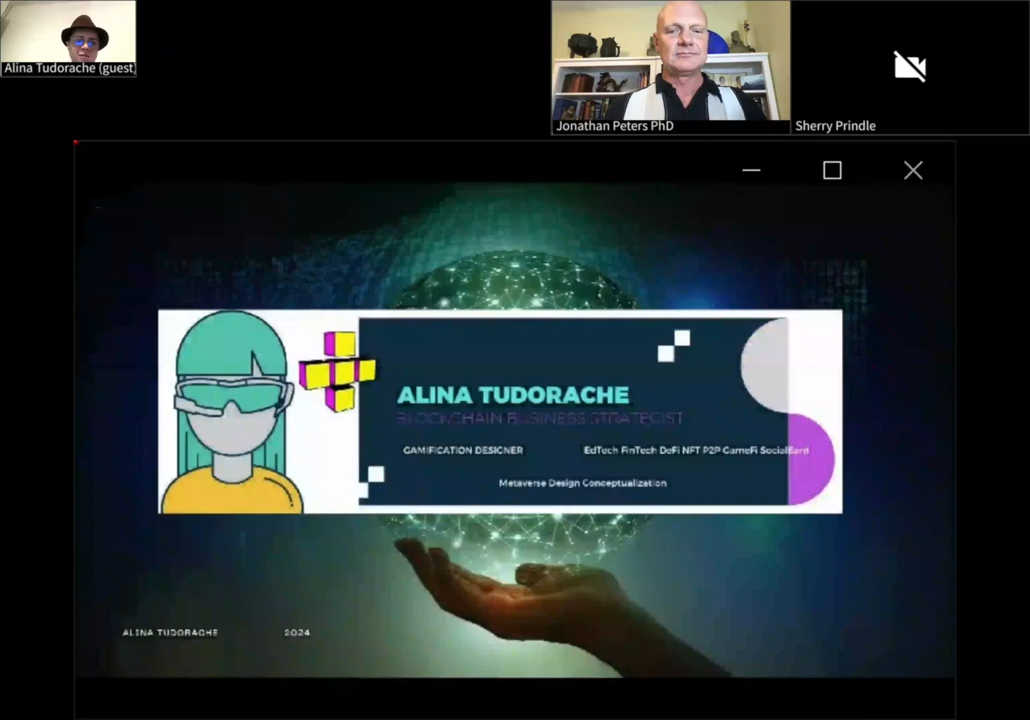 Alina Tudorache (guest)
Jonathan Peters PhD
Sherry Prindle
ALINA TUDORACHE
BLOCKCHAIN BUSINESS STRATEGIST
GAMIFICATION DESIGNER
EdTech FinTech DeFi NFT P2P GameFi SocialEarn
Metaverse Design Conceptualization
ALINA TUDORACHE 2024